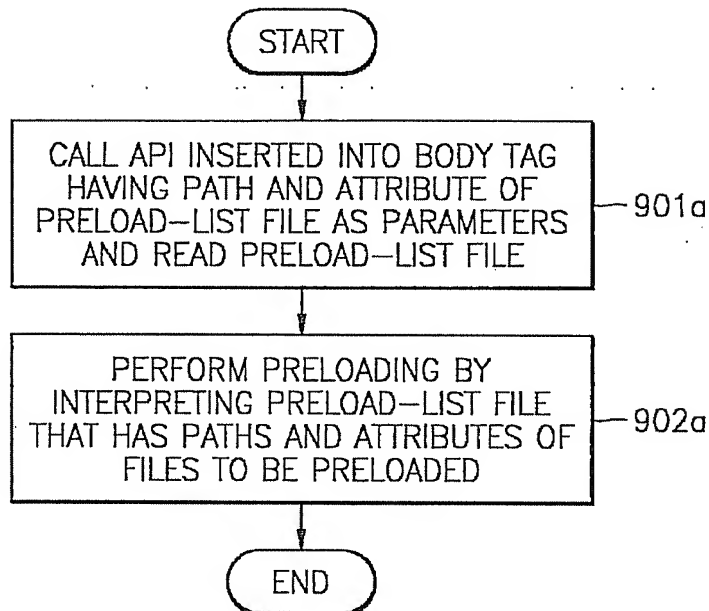 START
CALL API INSERTED INTO BODY TAG
HAVING PATH AND ATTRIBUTE OF
PRELOAD-LIST FILE AS PARAMETERS
AND READ PRELOAD-LIST FILE
901a
PERFORM PRELOADING BY
INTERPRETING PRELOAD-LIST FILE
THAT HAS PATHS AND ATTRIBUTES OF
FILES TO BE PRELOADED
902a
END